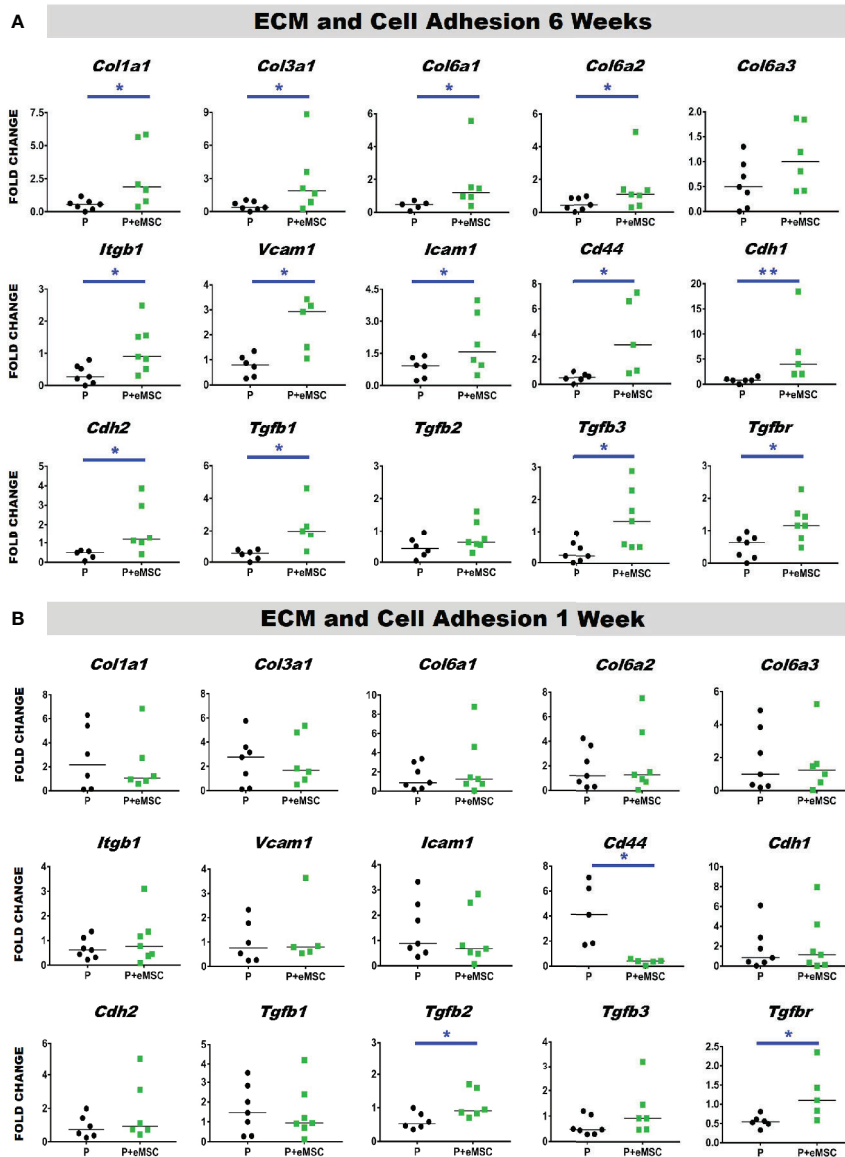 A
ECM and Cell Adhesion 6 Weeks
Col1a1 Col3a1 Col6a1 Col6a2 Col6a3
* * * *
FOLD CHANGE
7.5 9 6 6 2.0
5.0 6 4 4 1.5
2.5 3 2 2 1.0
0.5
0.0 0 0 0 0.0
P P+eMSC P P+eMSC P P+eMSC P P+eMSC P P+eMSC
Itgb1 Vcam1 Icam1 Cd44 Cdh1
* * * * **
FOLD CHANGE
3 4 4.5 8 20
2 3 3.0 6 15
1 2 1.5 4 10
1 2 5
0 0 0.0 0 0
P P+eMSC P P+eMSC P P+eMSC P P+eMSC P P+eMSC
Cdh2 Tgfb1 Tgfb2 Tgfb3 Tgfbr
* * * *
FOLD CHANGE
5 6 3 3 3
4
3 4 2 2 2
2 2 1 1 1
1
0 0 0 0 0
P P+eMSC P P+eMSC P P+eMSC P P+eMSC P P+eMSC
B
ECM and Cell Adhesion 1 Week
Col1a1 Col3a1 Col6a1 Col6a2 Col6a3
FOLD CHANGE
8 8 10 8 6
6 6 8 6 4
4 4 6 4 2
2 2 4 2
2
0 0 0 0 0
P P+eMSC P P+eMSC P P+eMSC P P+eMSC P P+eMSC
Itgb1 Vcam1 Icam1 Cd44 Cdh1
*
FOLD CHANGE
4 4 4 8 10
3 3 3 6 8
2 2 2 4 6
1 1 1 2 4
2
0 0 0 0 0
P P+eMSC P P+eMSC P P+eMSC P P+eMSC P P+eMSC
Cdh2 Tgfb1 Tgfb2 Tgfb3 Tgfbr
* *
FOLD CHANGE
6 5 3 4 2.5
4 4 2 3 2.0
2 3 1 2 1.5
2 1 1.0
1 0.5
0 0 0 0 0.0
P P+eMSC P P+eMSC P P+eMSC P P+eMSC P P+eMSC